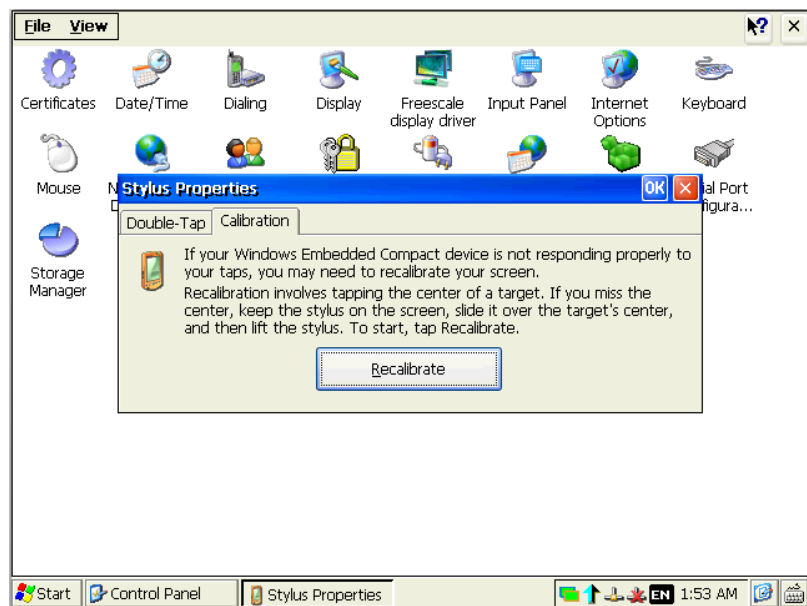 File View
?
Certificates Date/Time Dialing Display Freescale display driver Input Panel Internet Options Keyboard
Mouse N
D
ial Port
figura...
Storage
Manager
Stylus Properties OK
Double-Tap Calibration
If your Windows Embedded Compact device is not responding properly to
your taps, you may need to recalibrate your screen.
Recalibration involves tapping the center of a target. If you miss the
center, keep the stylus on the screen, slide it over the target's center,
and then lift the stylus. To start, tap Recalibrate.
Recalibrate
Start Control Panel Stylus Properties EN 1:53 AM